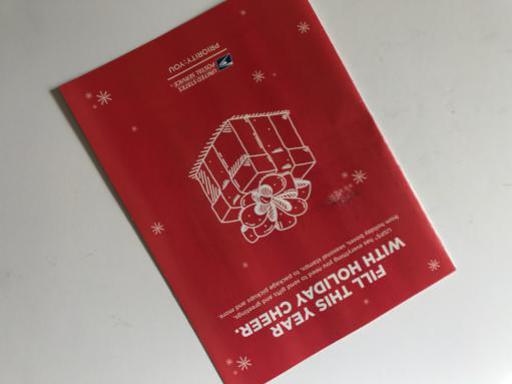 FILL THIS YEAR
WITH HOLIDAY CHEER.
USPS® has everything you need to send gifts and greetings,
from holiday boxes, seasonal stamps, to package pickups and more.
UNITED STATES
POSTAL SERVICE®
PRIORITY: YOU